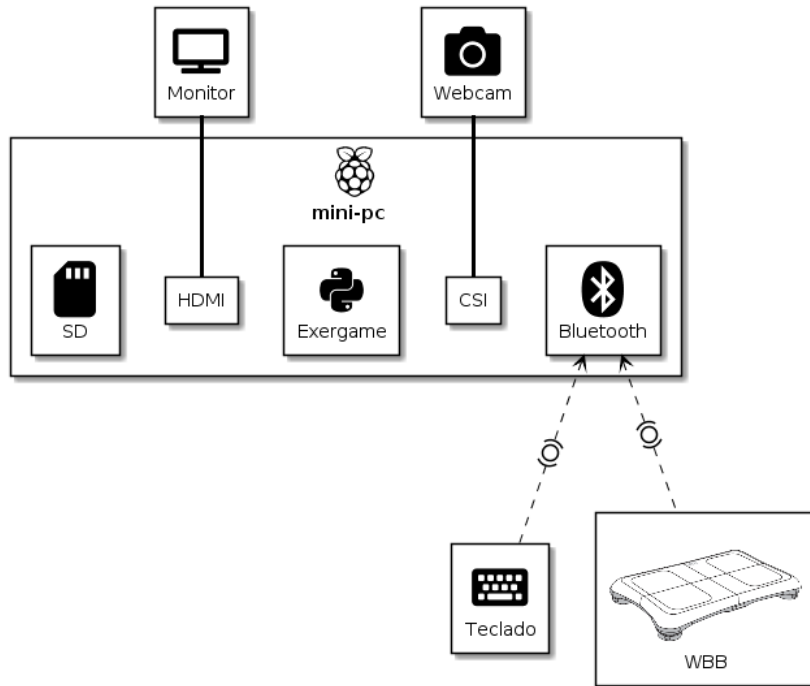 Monitor
Webcam
mini-pc
SD
HDMI
Exergame
CSI
Bluetooth
Teclado
WBB